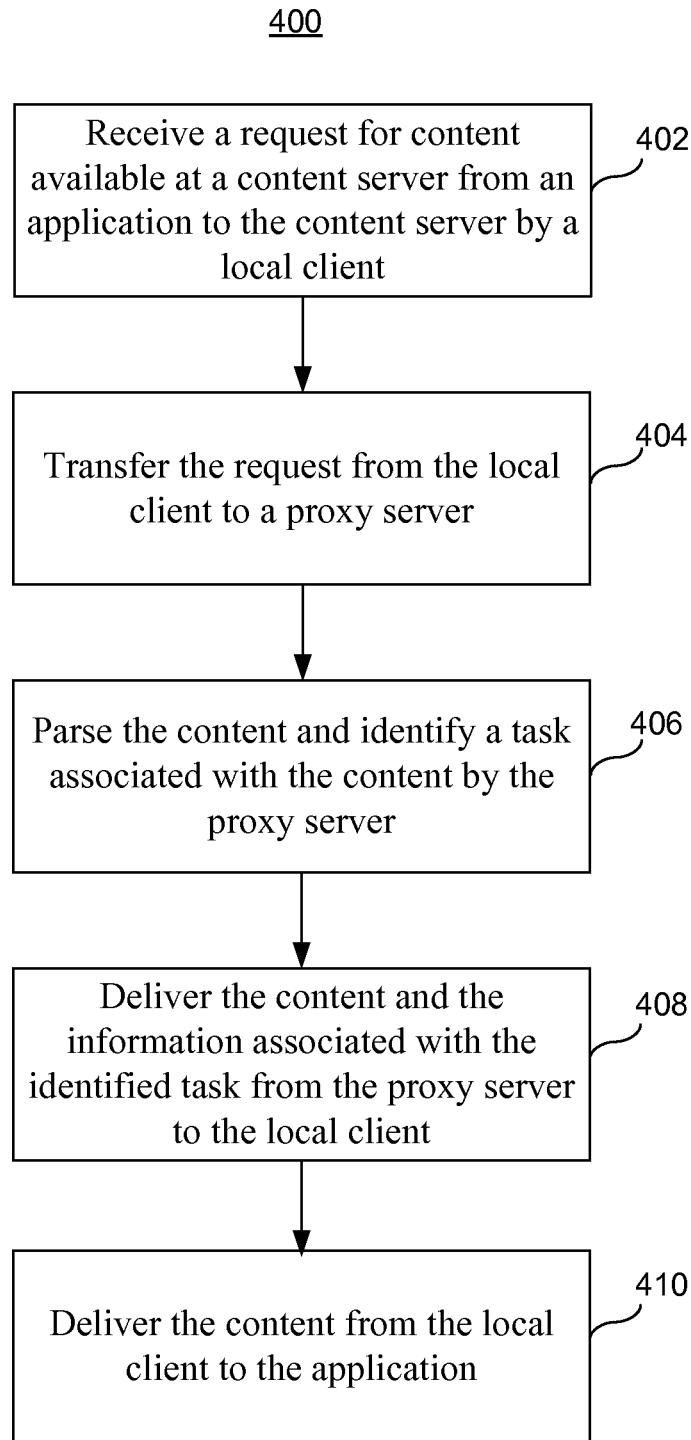 400
Receive a request for content
available at a content server from an
application to the content server by a
local client
402
Transfer the request from the local
client to a proxy server
404
Parse the content and identify a task
associated with the content by the
proxy server
406
Deliver the content and the
information associated with the
identified task from the proxy server
to the local client
408
Deliver the content from the local
client to the application
410